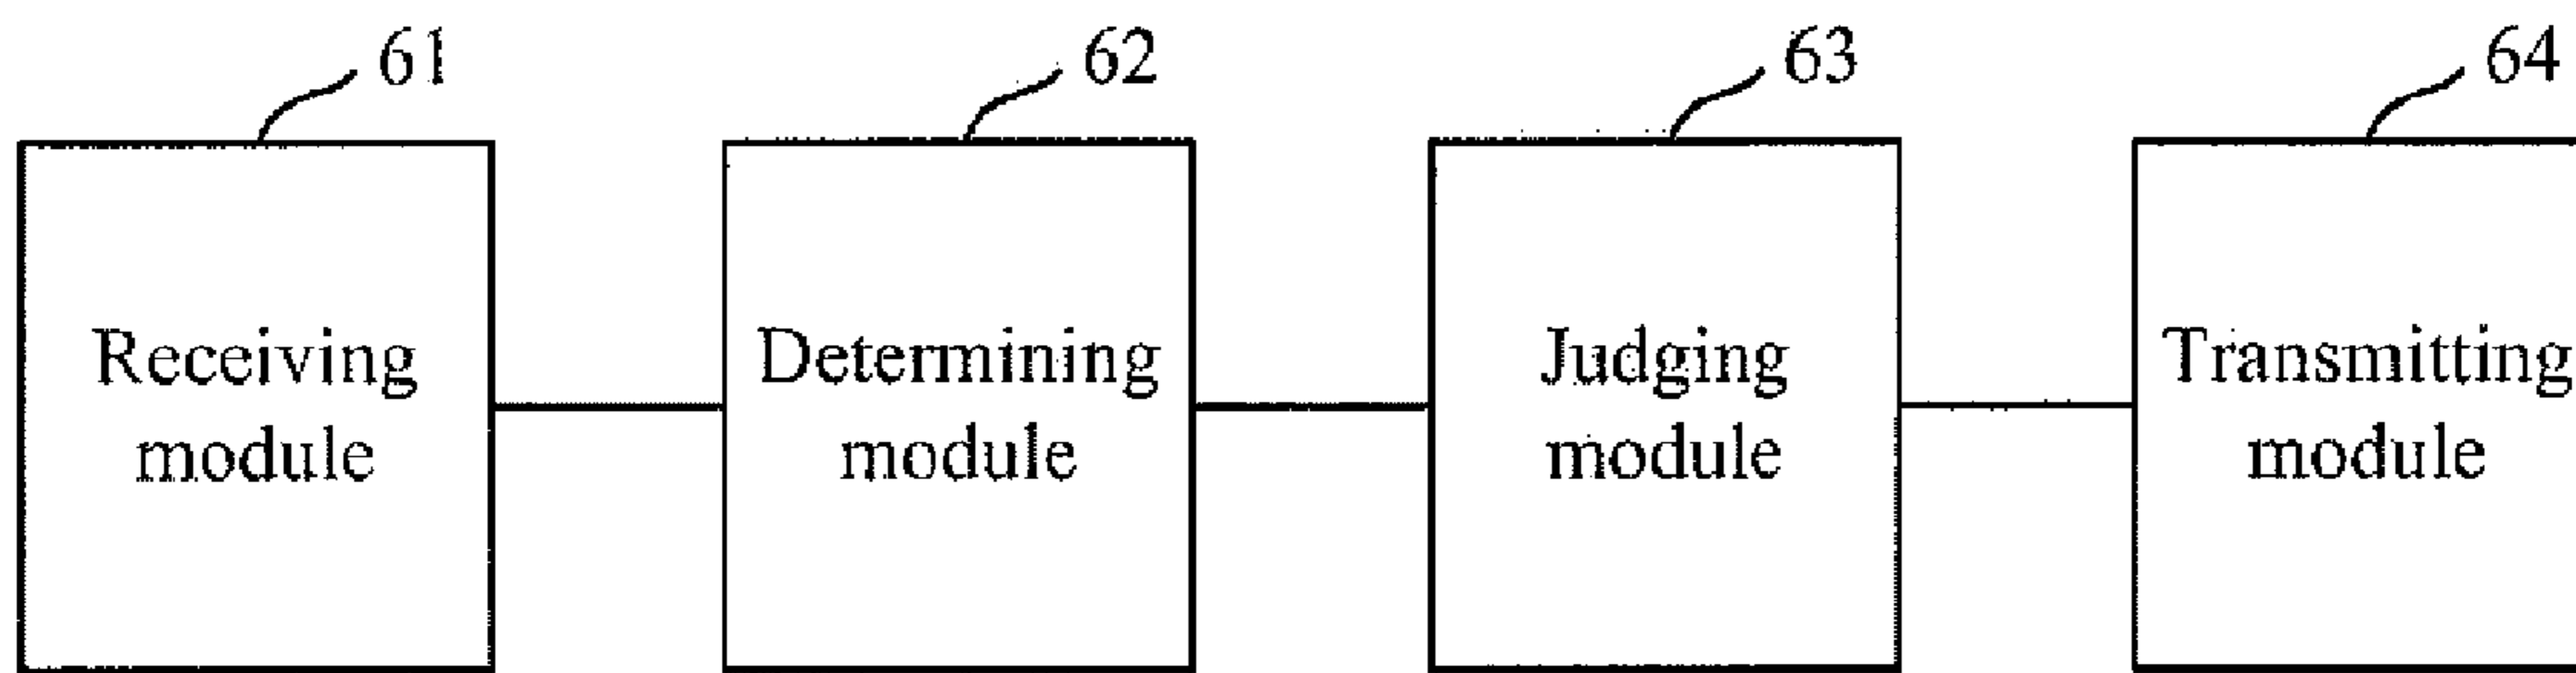 61
62
63
64
Receiving
module
Determining
module
Judging
module
Transmitting
module